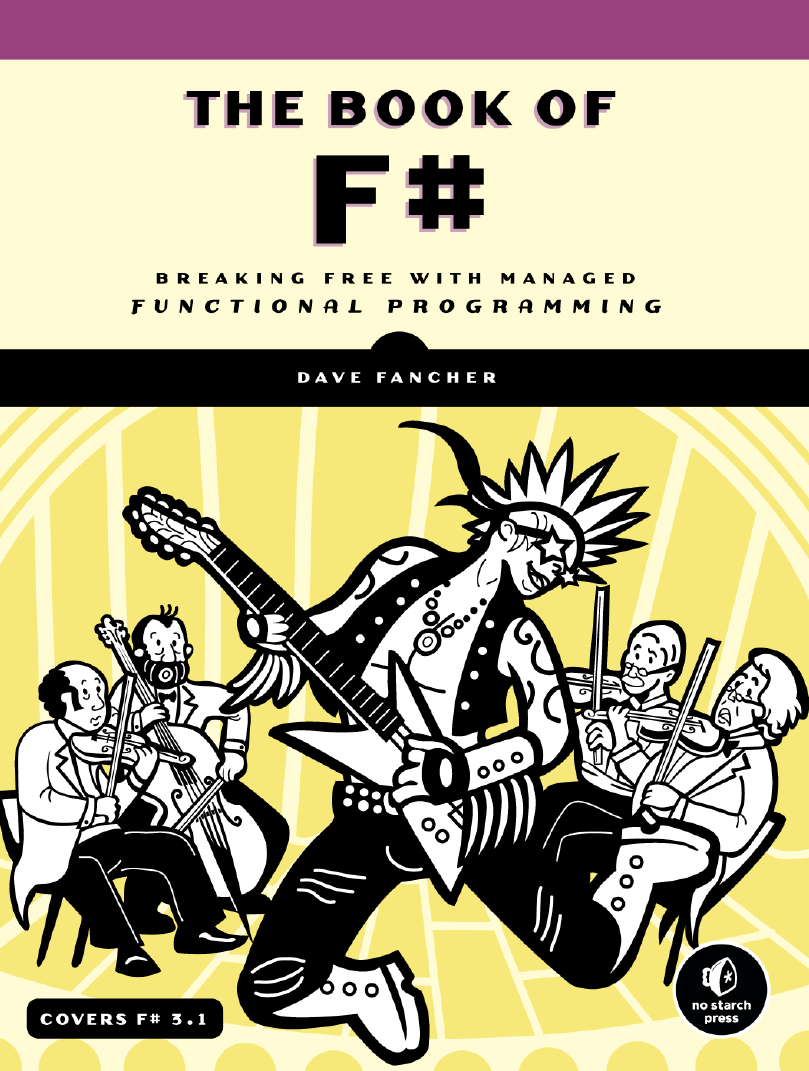 THE BOOK OF
F#
BREAKING FREE WITH MANAGED
FUNCTIONAL PROGRAMMING
DAVE FANCHER
COVERS F# 3.1
no starch
press